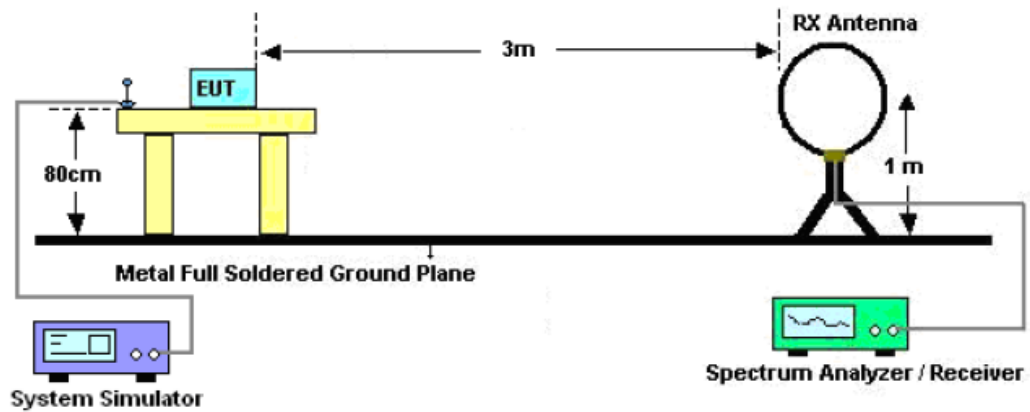 RX Antenna
3m
EUT
80cm
1 m
Metal Full Soldered Ground Plane
System Simulator
Spectrum Analyzer / Receiver